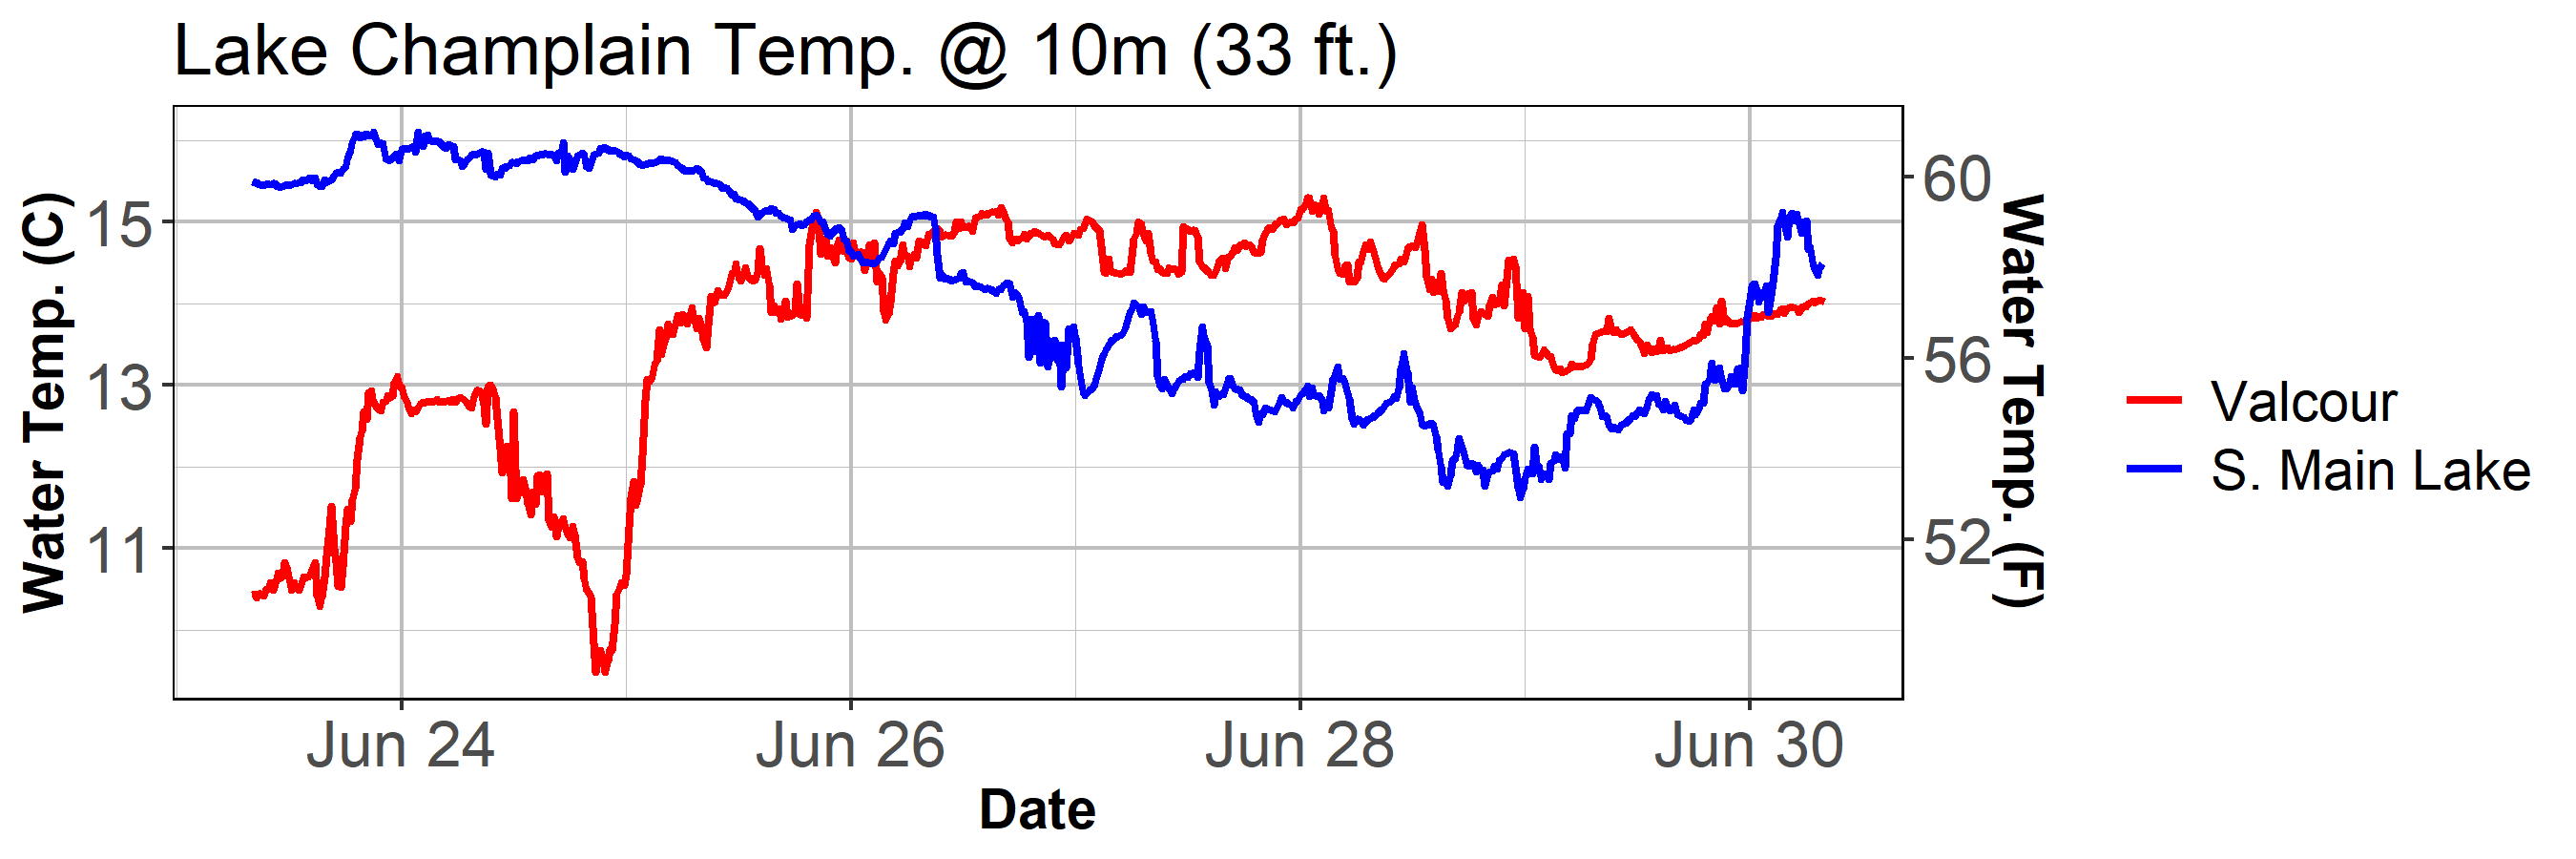 Lake Champlain Temp. @ 10m (33 ft.)
Water Temp. (C)
15
13
11
60
56
52
Water Temp. (F)
Jun 24
Jun 26
Jun 28
Jun 30
Date
Valcour
S. Main Lake